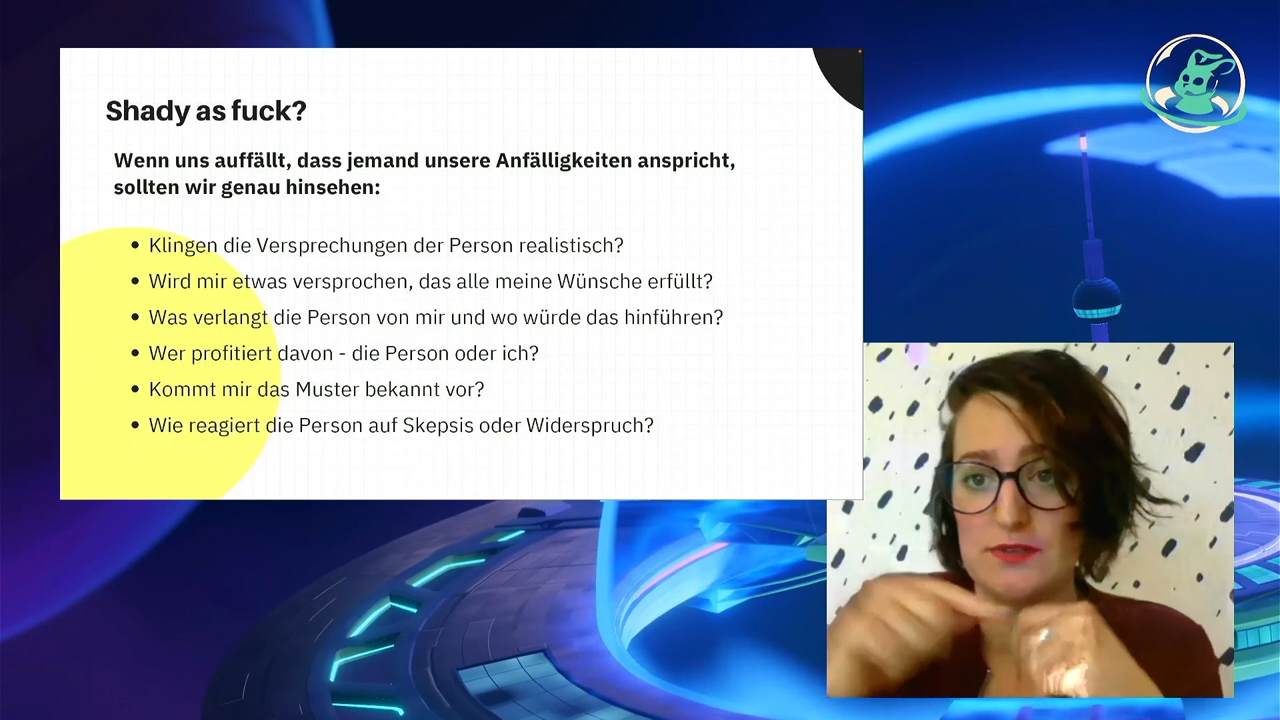 Shady as fuck?
Wenn uns auffällt, dass jemand unsere Anfälligkeiten anspricht,
sollten wir genau hinsehen:
• Klingen die Versprechungen der Person realistisch?
• Wird mir etwas versprochen, das alle meine Wünsche erfüllt?
• Was verlangt die Person von mir und wo würde das hinführen?
• Wer profitiert davon - die Person oder ich?
• Kommt mir das Muster bekannt vor?
• Wie reagiert die Person auf Skepsis oder Widerspruch?